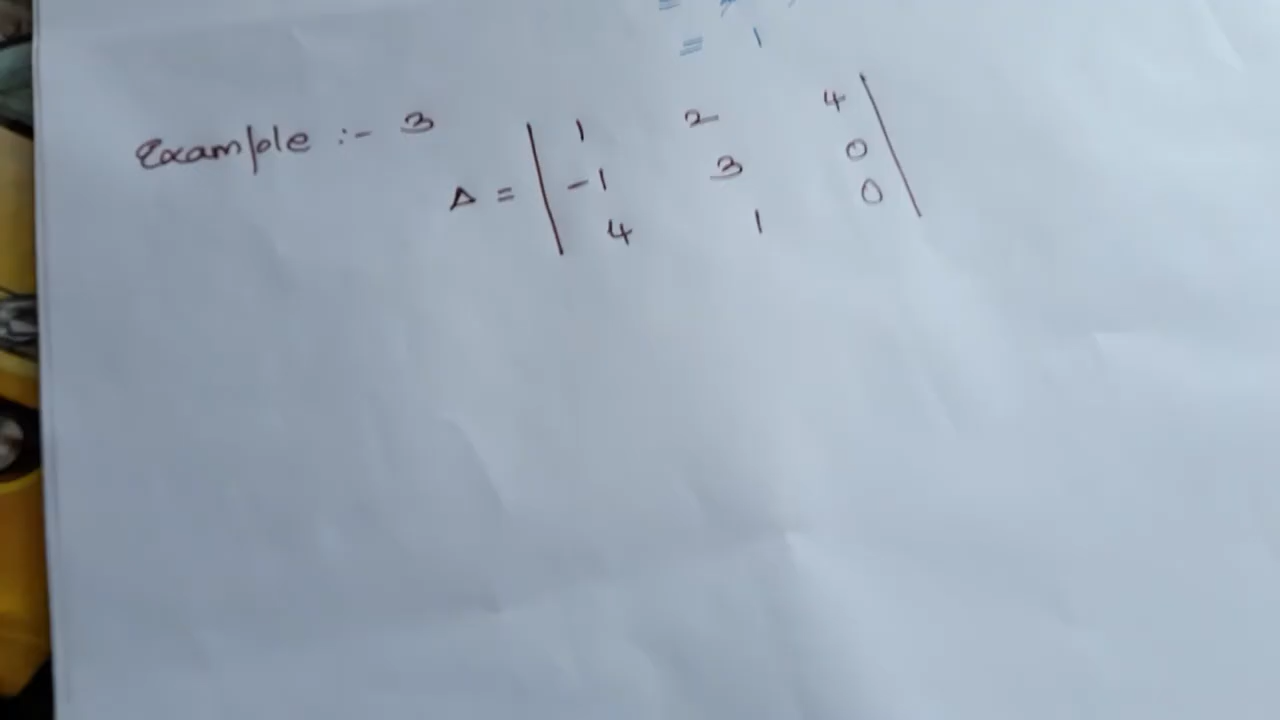 = 1
Example :- 3
Δ = | 1 2 4 |
| -1 3 0 |
| 4 1 0 |